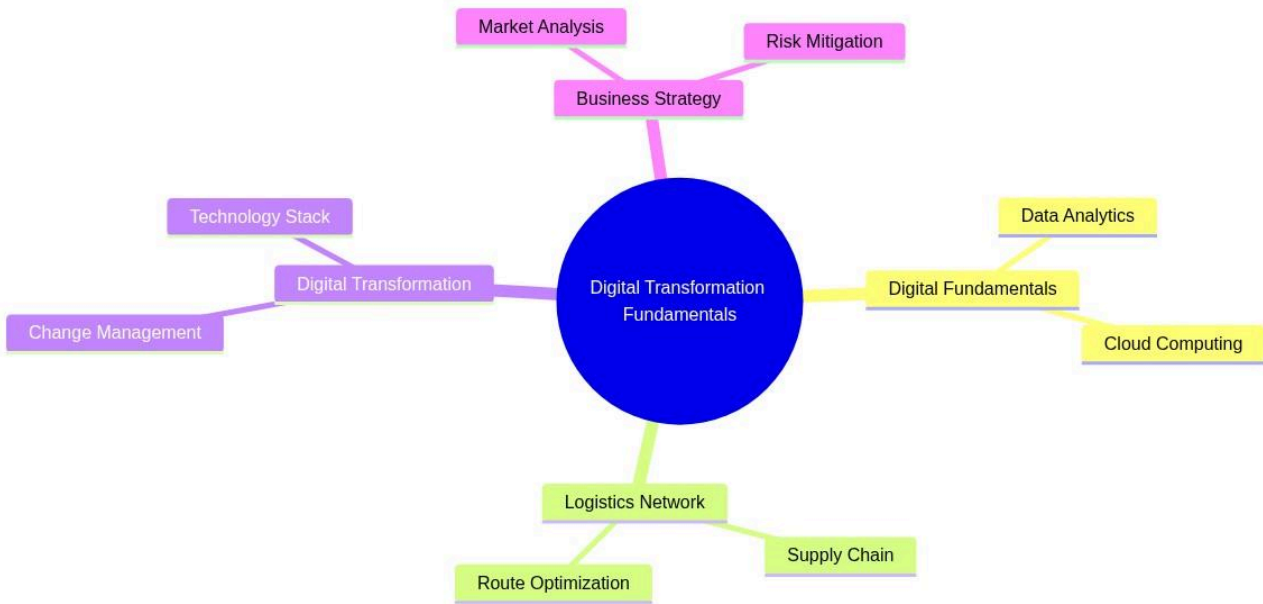 Market Analysis
Risk Mitigation
Business Strategy
Technology Stack
Data Analytics
Digital Transformation
Digital Transformation
Fundamentals
Digital Fundamentals
Change Management
Cloud Computing
Logistics Network
Supply Chain
Route Optimization